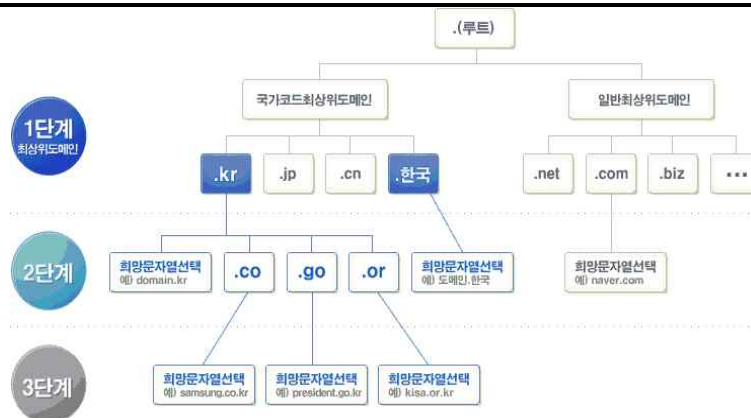 .(루트)
국가코드최상위도메인
일반최상위도메인
1단계
최상위도메인
.kr
.jp
.cn
.한국
.net
.com
.biz
...
2단계
희망문자열선택
예) domain.kr
.co
.go
.or
희망문자열선택
예) 도메인.한국
희망문자열선택
예) naver.com
3단계
희망문자열선택
예) samsung.co.kr
희망문자열선택
예) president.go.kr
희망문자열선택
예) kisa.or.kr